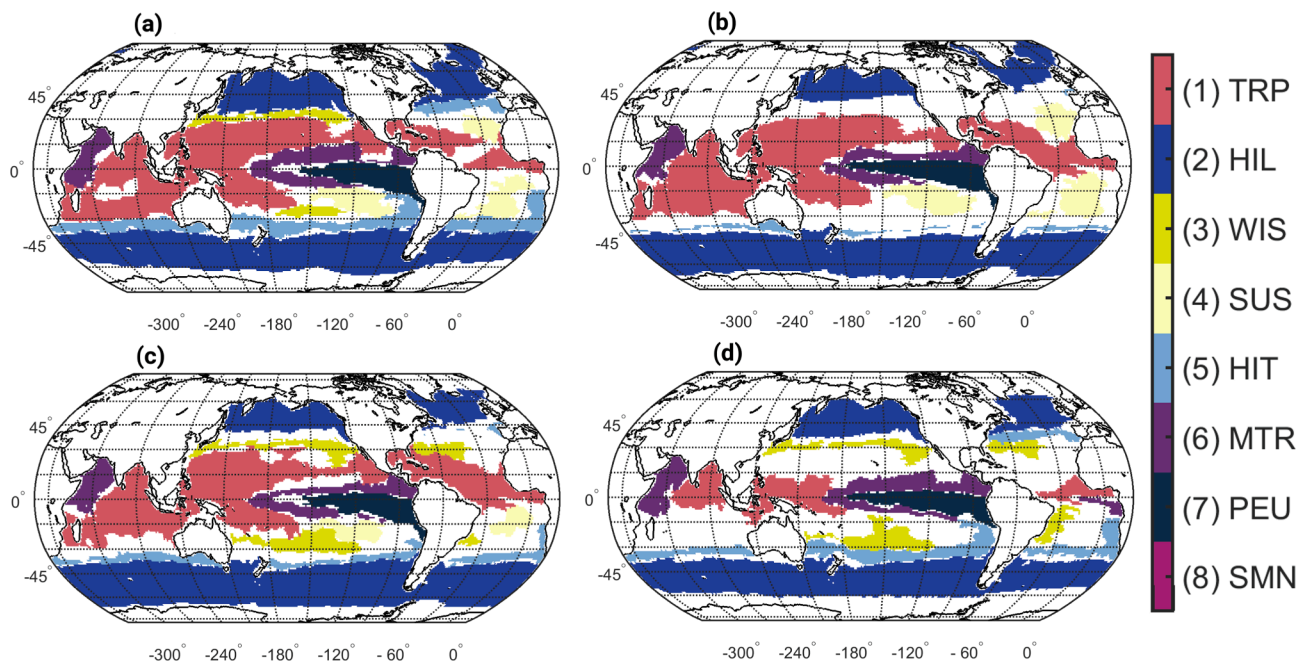 (a)
(b)
45°
0°
-45°
-300° -240° -180° -120° - 60° 0°
45°
0°
-45°
-300° -240° -180° -120° - 60° 0°
(c)
(d)
45°
0°
-45°
-300° -240° -180° -120° - 60° 0°
45°
0°
-45°
-300° -240° -180° -120° - 60° 0°
(1) TRP
(2) HIL
(3) WIS
(4) SUS
(5) HIT
(6) MTR
(7) PEU
(8) SMN